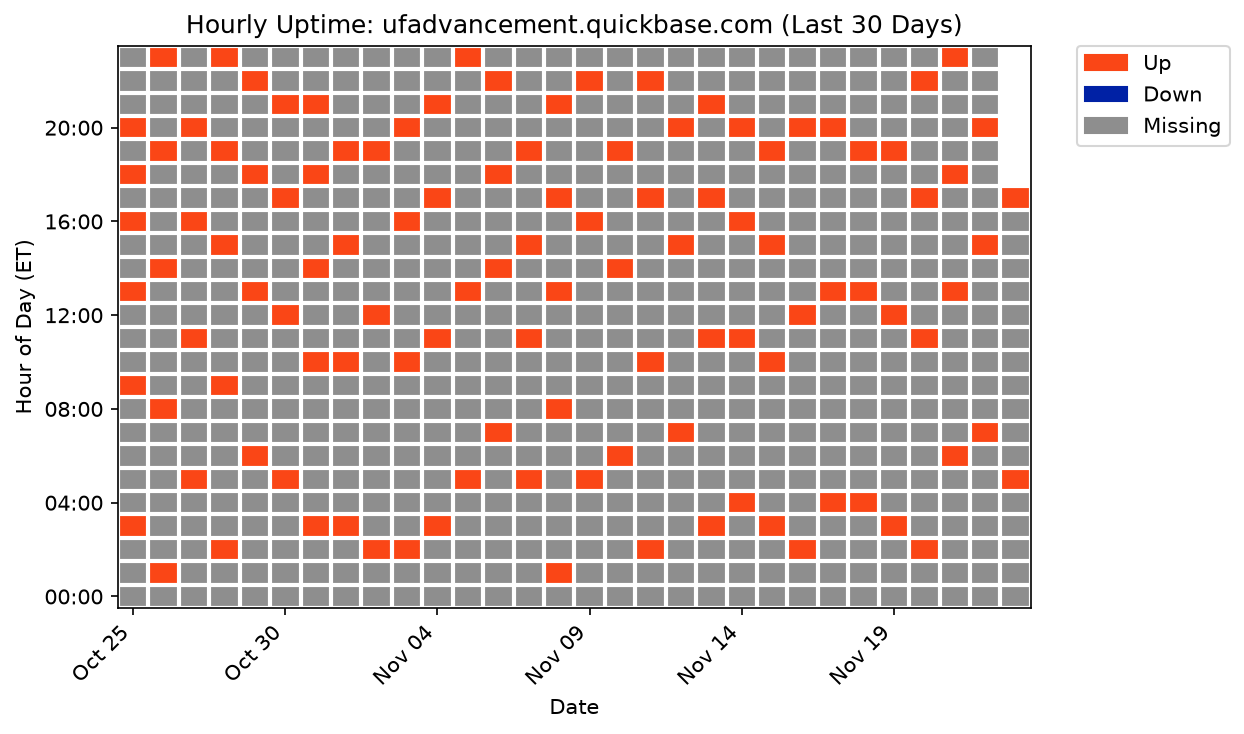 Hourly Uptime: ufadvancement.quickbase.com (Last 30 Days)
Up
Down
Missing
20:00
16:00
12:00
08:00
04:00
00:00
Hour of Day (ET)
Oct 25
Oct 30
Nov 04
Nov 09
Nov 14
Nov 19
Date